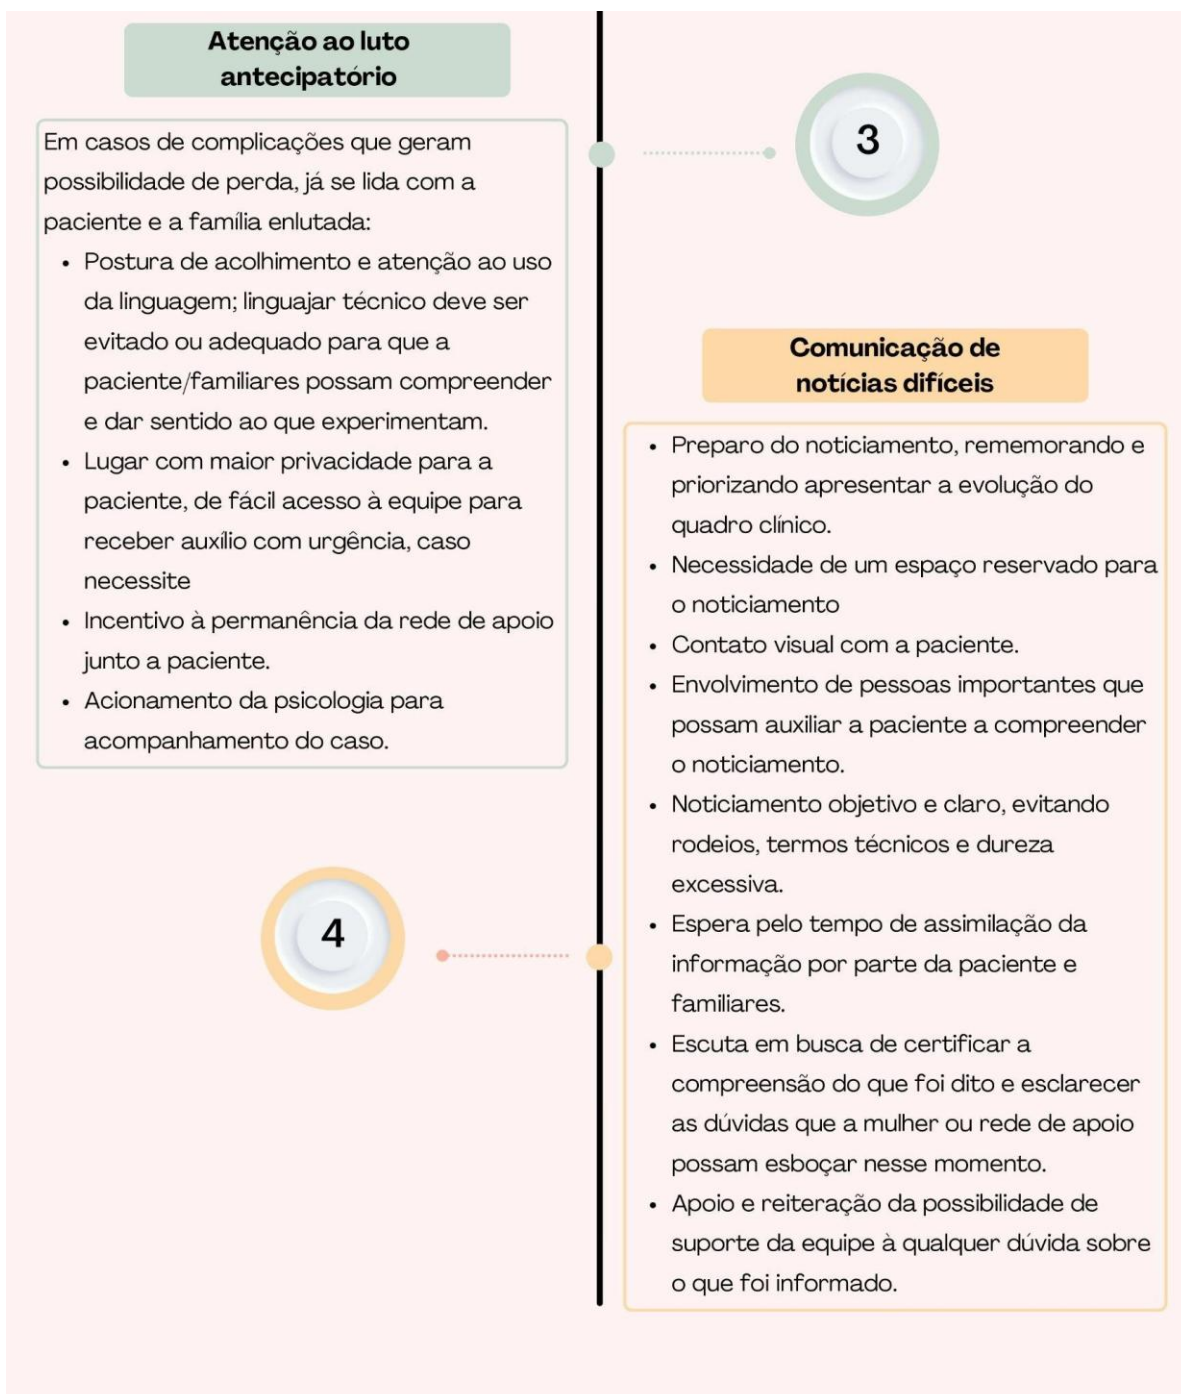 Atenção ao luto
antecipatório
Em casos de complicações que geram
possibilidade de perda, já se lida com a
paciente e a família enlutada:
• Postura de acolhimento e atenção ao uso
da linguagem; linguajar técnico deve ser
evitado ou adequado para que a
paciente/familiares possam compreender
e dar sentido ao que experimentam.
• Lugar com maior privacidade para a
paciente, de fácil acesso à equipe para
receber auxílio com urgência, caso
necessite
• Incentivo à permanência da rede de apoio
junto a paciente.
• Acionamento da psicologia para
acompanhamento do caso.
3
Comunicação de
notícias difíceis
• Preparo do noticiamento, rememorando e
priorizando apresentar a evolução do
quadro clínico.
• Necessidade de um espaço reservado para
o noticiamento
• Contato visual com a paciente.
• Envolvimento de pessoas importantes que
possam auxiliar a paciente a compreender
o noticiamento.
• Noticiamento objetivo e claro, evitando
rodeios, termos técnicos e dureza
excessiva.
• Espera pelo tempo de assimilação da
informação por parte da paciente e
familiares.
• Escuta em busca de certificar a
compreensão do que foi dito e esclarecer
as dúvidas que a mulher ou rede de apoio
possam esboçar nesse momento.
• Apoio e reiteração da possibilidade de
suporte da equipe à qualquer dúvida sobre
o que foi informado.
4